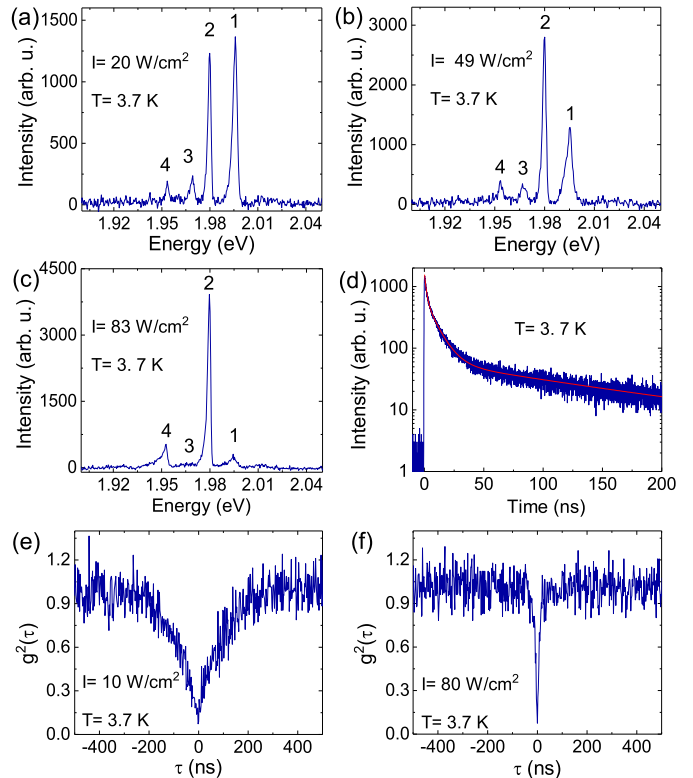 (a)
1500
1250
1000
750
500
250
0
Intensity (arb. u.)
I= 20 W/cm²
T= 3.7 K
4
3
2
1
1.92 1.95 1.98 2.01 2.04
Energy (eV)
(b)
3000
2000
1000
0
Intensity (arb. u.)
I= 49 W/cm²
T= 3.7 K
4
3
2
1
1.92 1.95 1.98 2.01 2.04
Energy (eV)
(c)
4500
3000
1500
0
Intensity (arb. u.)
I= 83 W/cm²
T= 3.7 K
4
3
2
1
1.92 1.95 1.98 2.01 2.04
Energy (eV)
(d)
1000
100
10
1
Intensity (arb. u.)
T= 3.7 K
0 50 100 150 200
Time (ns)
(e)
1.2
0.9
0.6
0.3
0.0
g²(τ)
I= 10 W/cm²
T= 3.7 K
-400 -200 0 200 400
τ (ns)
(f)
1.2
0.9
0.6
0.3
0.0
g²(τ)
I= 80 W/cm²
T= 3.7 K
-400 -200 0 200 400
τ (ns)